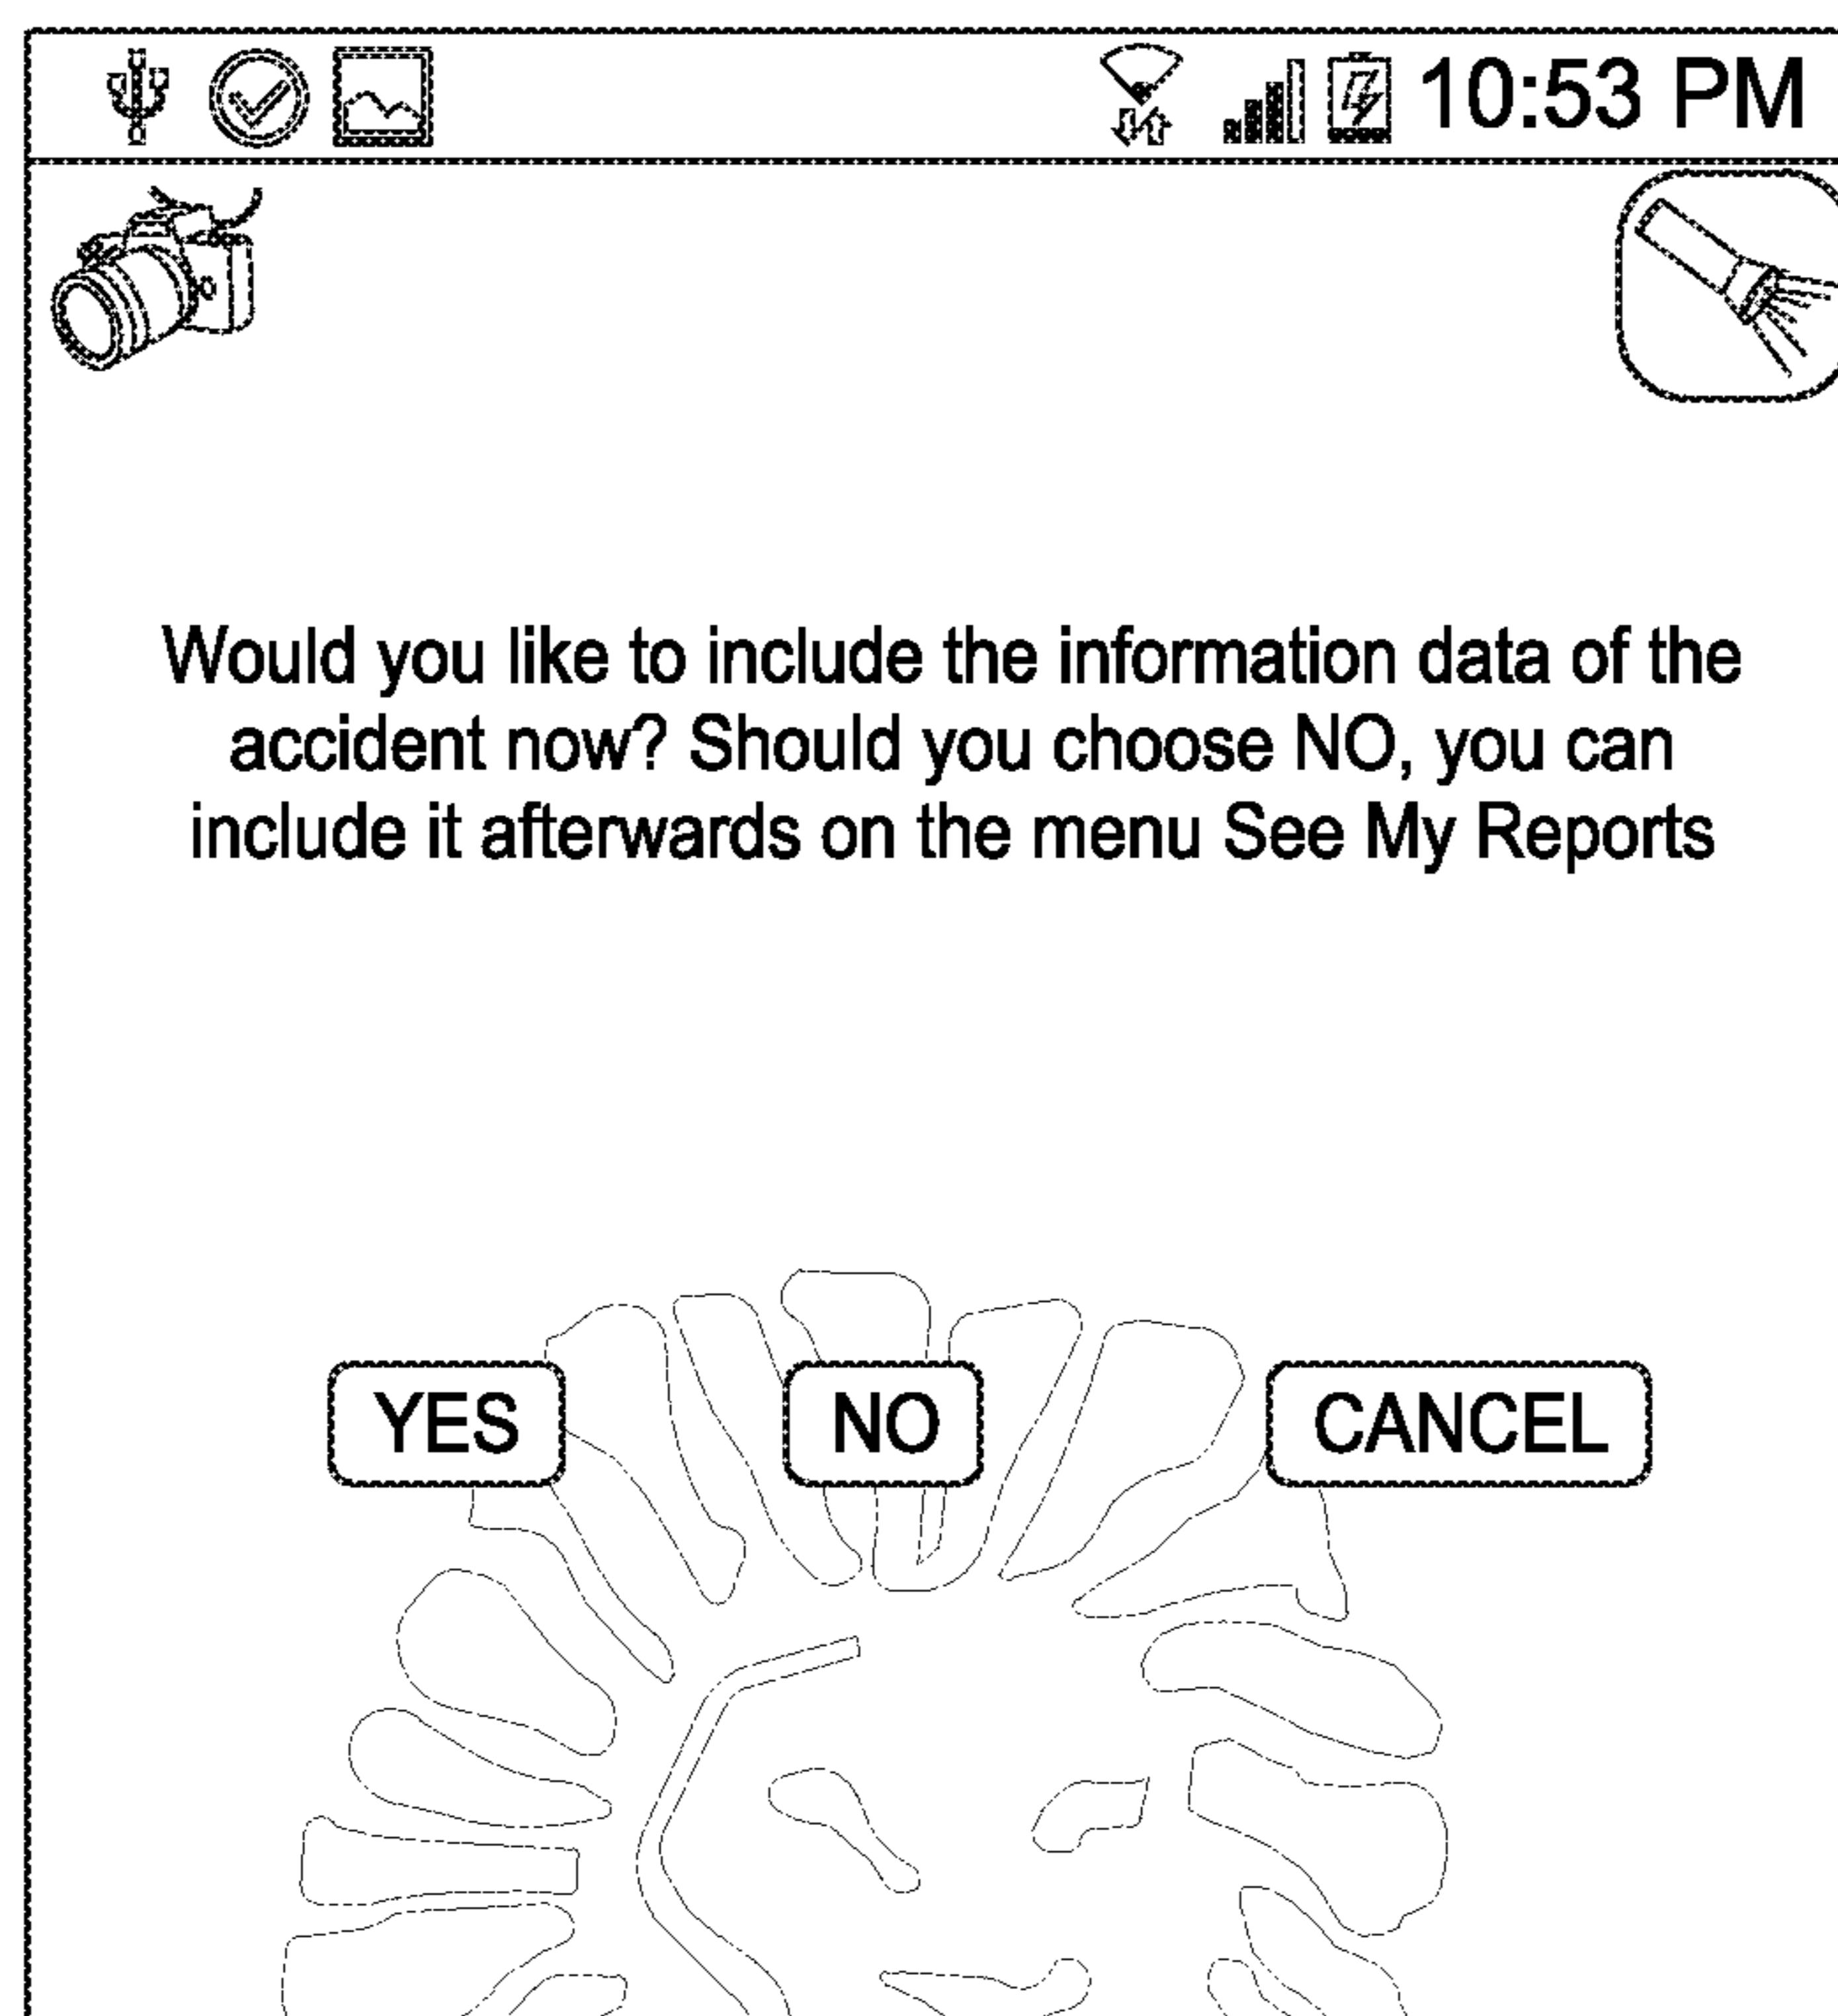 10:53 PM
Would you like to include the information data of the
accident now? Should you choose NO, you can
include it afterwards on the menu See My Reports
YES NO CANCEL